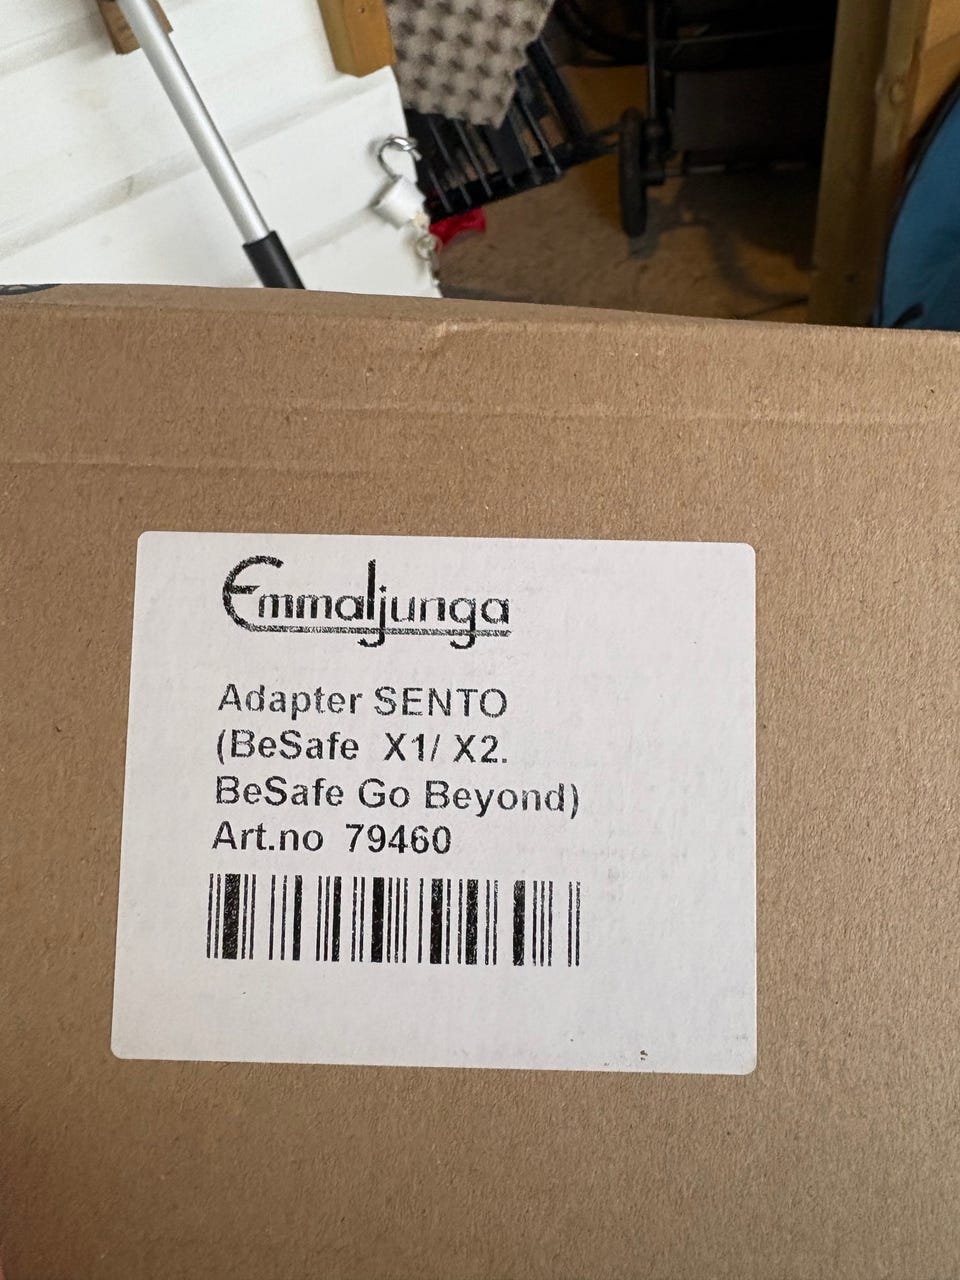 Emmaljunga
Adapter SENTO
(BeSafe X1/ X2.
BeSafe Go Beyond)
Art.no 79460